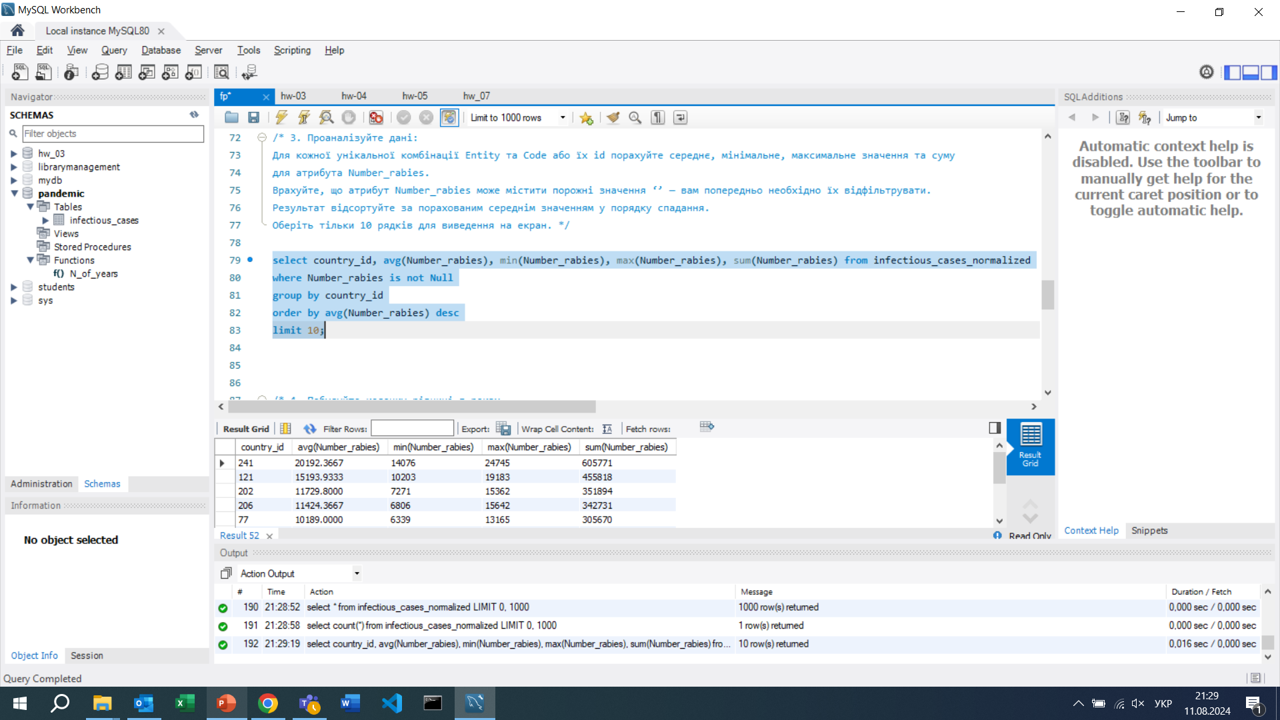 MySQL Workbench
Local instance MySQL80
File Edit View Query Database Server Tools Scripting Help
Navigator
SCHEMAS
Filter objects
hw_03
librarymanagement
mydb
pandemic
Tables
infectious_cases
Views
Stored Procedures
Functions
f() N_of_years
students
sys
Administration Schemas
Information
No object selected
Object Info Session
Query Completed
fp* hw-03 hw-04 hw-05 hw_07
Limit to 1000 rows
72 /* 3. Проаналізуйте дані:
73 Для кожної унікальної комбінації Entity та Code або їх id порахуйте середнє, мінімальне, максимальне значення та суму
74 для атрибута Number_rabies.
75 Врахуйте, що атрибут Number_rabies може містити порожні значення ‘’ — вам попередньо необхідно їх відфільтрувати.
76 Результат відсортуйте за порахованим середнім значенням у порядку спадання.
77 Оберіть тільки 10 рядків для виведення на екран. */
78
79 select country_id, avg(Number_rabies), min(Number_rabies), max(Number_rabies), sum(Number_rabies) from infectious_cases_normalized
80 where Number_rabies is not Null
81 group by country_id
82 order by avg(Number_rabies) desc
83 limit 10;
84
85
86
Result Grid Filter Rows: Export: Wrap Cell Content: Fetch rows:
country_id avg(Number_rabies) min(Number_rabies) max(Number_rabies) sum(Number_rabies)
241 20192.3667 14076 24745 605771
121 15193.9333 10203 19183 455818
202 11729.8000 7271 15362 351894
206 11424.3667 6806 15642 342731
77 10189.0000 6339 13165 305670
Result Grid
Result 52
Read Only
Output
Action Output
# Time Action Message Duration / Fetch
190 21:28:52 select * from infectious_cases_normalized LIMIT 0, 1000 1000 row(s) returned 0,000 sec / 0,000 sec
191 21:28:58 select count(*) from infectious_cases_normalized LIMIT 0, 1000 1 row(s) returned 0,000 sec / 0,000 sec
192 21:29:19 select country_id, avg(Number_rabies), min(Number_rabies), max(Number_rabies), sum(Number_rabies) fro... 10 row(s) returned 0,016 sec / 0,000 sec
SQLAdditions
Jump to
Automatic context help is
disabled. Use the toolbar to
manually get help for the
current caret position or to
toggle automatic help.
Context Help Snippets
УКР
21:29
11.08.2024
1